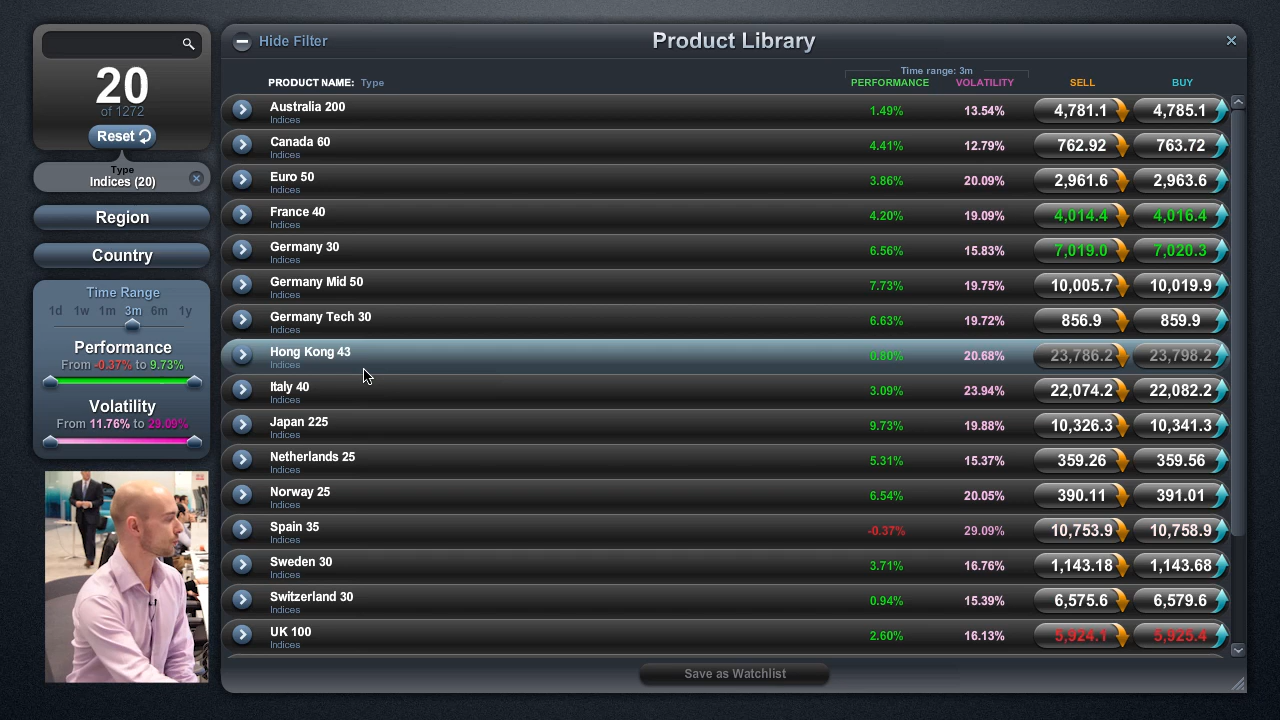 Hide Filter
Product Library
20
of 1272
Reset
Type
Indices (20)
Region
Country
Time Range
1d 1w 1m 3m 6m 1y
Performance
From -0.37% to 9.73%
Volatility
From 11.76% to 29.09%
Time range: 3m
PRODUCT NAME: Type PERFORMANCE VOLATILITY SELL BUY
Australia 200 1.49% 13.54% 4,781.1 4,785.1
Indices
Canada 60 4.41% 12.79% 762.92 763.72
Indices
Euro 50 3.86% 20.09% 2,961.6 2,963.6
Indices
France 40 4.20% 19.09% 4,014.4 4,016.4
Indices
Germany 30 6.56% 15.83% 7,019.0 7,020.3
Indices
Germany Mid 50 7.73% 19.75% 10,005.7 10,019.9
Indices
Germany Tech 30 6.63% 19.72% 856.9 859.9
Indices
Hong Kong 43 0.80% 20.68% 23,786.2 23,798.2
Indices
Italy 40 3.09% 23.94% 22,074.2 22,082.2
Indices
Japan 225 9.73% 19.88% 10,326.3 10,341.3
Indices
Netherlands 25 5.31% 15.37% 359.26 359.56
Indices
Norway 25 6.54% 20.05% 390.11 391.01
Indices
Spain 35 -0.37% 29.09% 10,753.9 10,758.9
Indices
Sweden 30 3.71% 16.76% 1,143.18 1,143.68
Indices
Switzerland 30 0.94% 15.39% 6,575.6 6,579.6
Indices
UK 100 2.60% 16.13% 5,924.1 5,925.4
Indices
Save as Watchlist